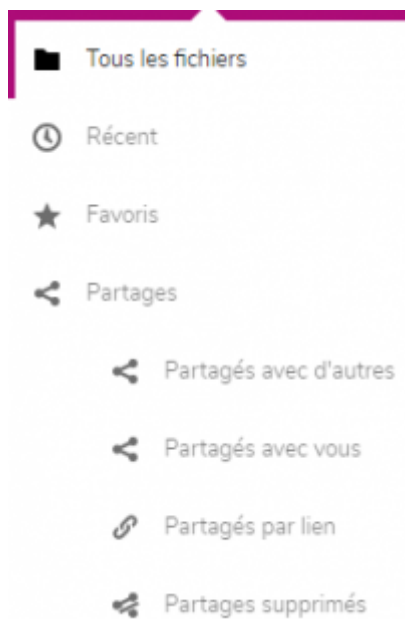 Tous les fichiers
Récent
Favoris
Partages
Partagés avec d'autres
Partagés avec vous
Partagés par lien
Partages supprimés